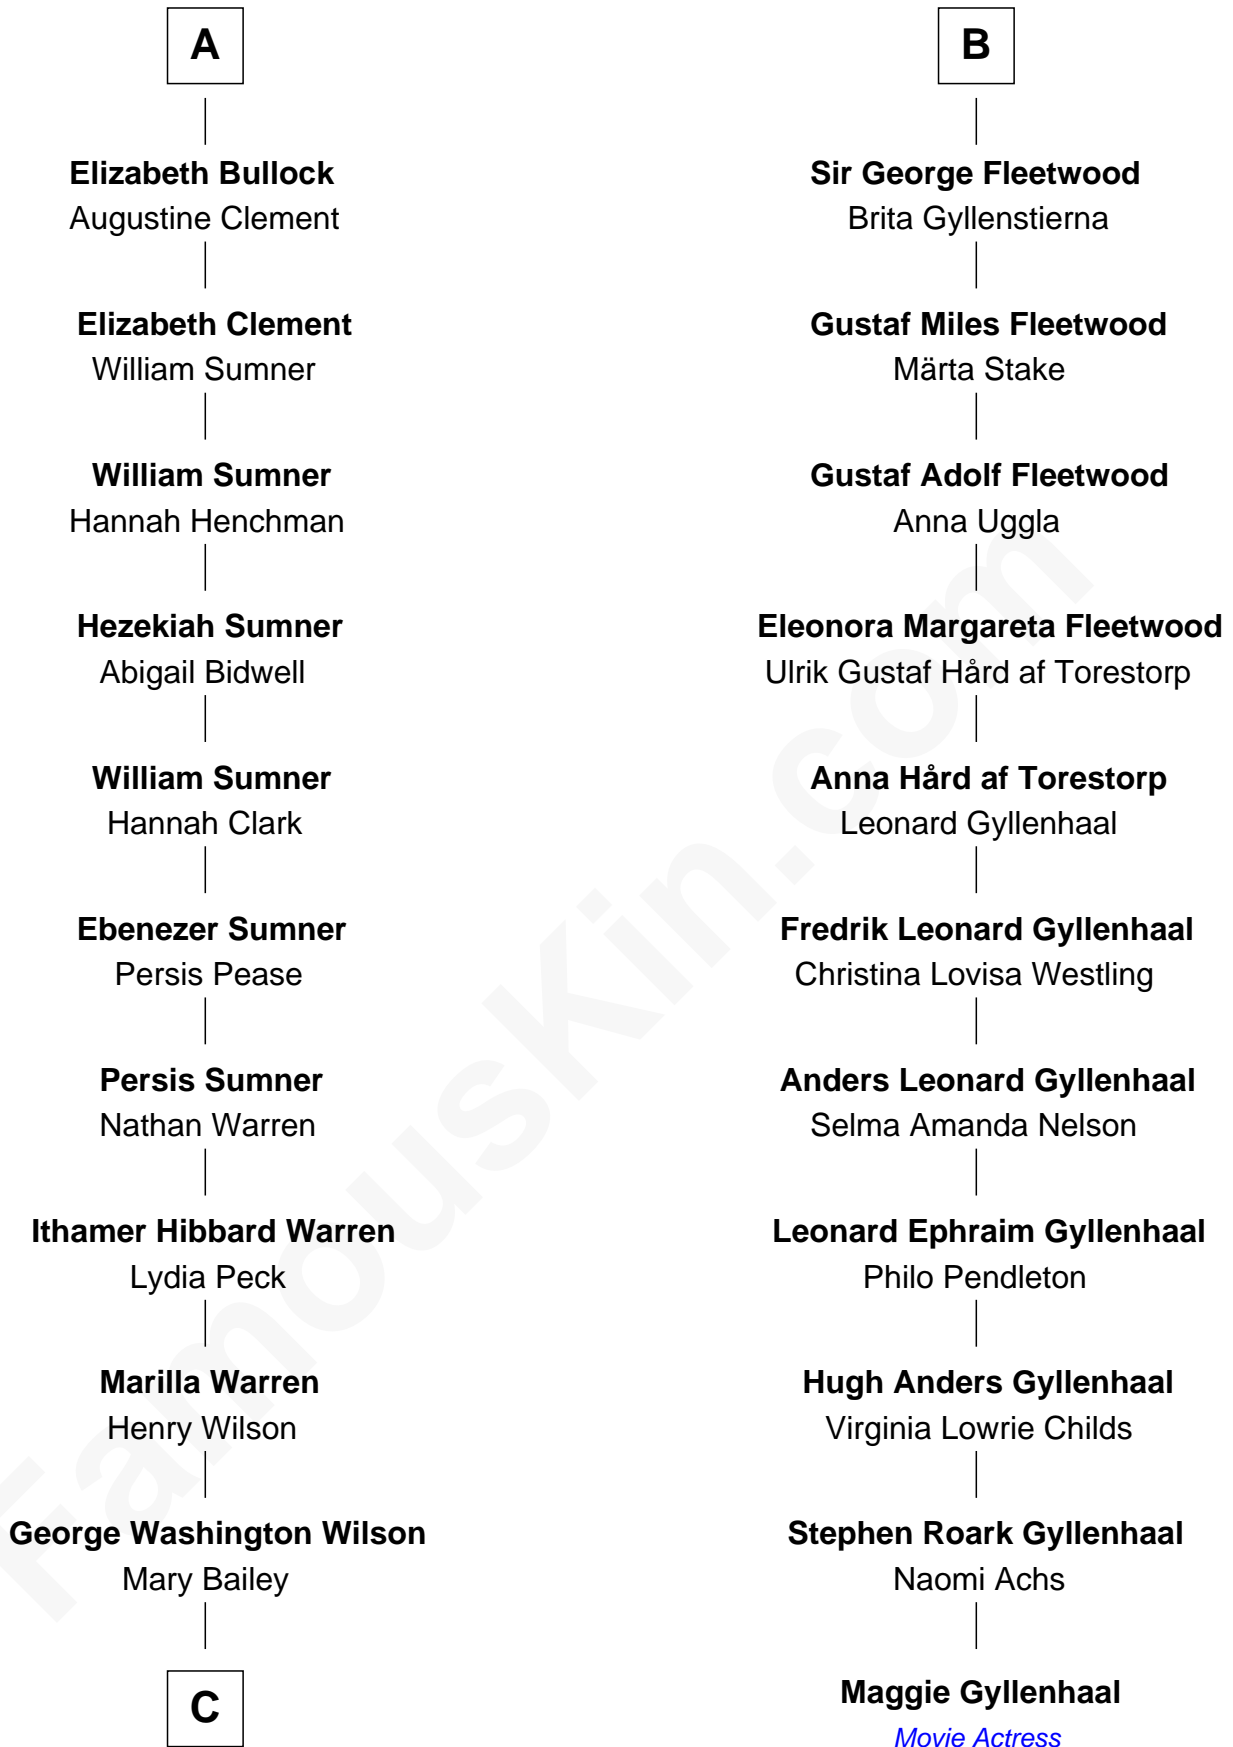 A
Elizabeth Bullock
Augustine Clement
Elizabeth Clement
William Sumner
William Sumner
Hannah Henchman
Hezekiah Sumner
Abigail Bidwell
William Sumner
Hannah Clark
Ebenezer Sumner
Persis Pease
Persis Sumner
Nathan Warren
Ithamer Hibbard Warren
Lydia Peck
Marilla Warren
Henry Wilson
George Washington Wilson
Mary Bailey
C
B
Sir George Fleetwood
Brita Gyllenstierna
Gustaf Miles Fleetwood
Märta Stake
Gustaf Adolf Fleetwood
Anna Uggla
Eleonora Margareta Fleetwood
Ulrik Gustaf Hård af Torestorp
Anna Hård af Torestorp
Leonard Gyllenhaal
Fredrik Leonard Gyllenhaal
Christina Lovisa Westling
Anders Leonard Gyllenhaal
Selma Amanda Nelson
Leonard Ephraim Gyllenhaal
Philo Pendleton
Hugh Anders Gyllenhaal
Virginia Lowrie Childs
Stephen Roark Gyllenhaal
Naomi Achs
Maggie Gyllenhaal
Movie Actress
FamousKin.com